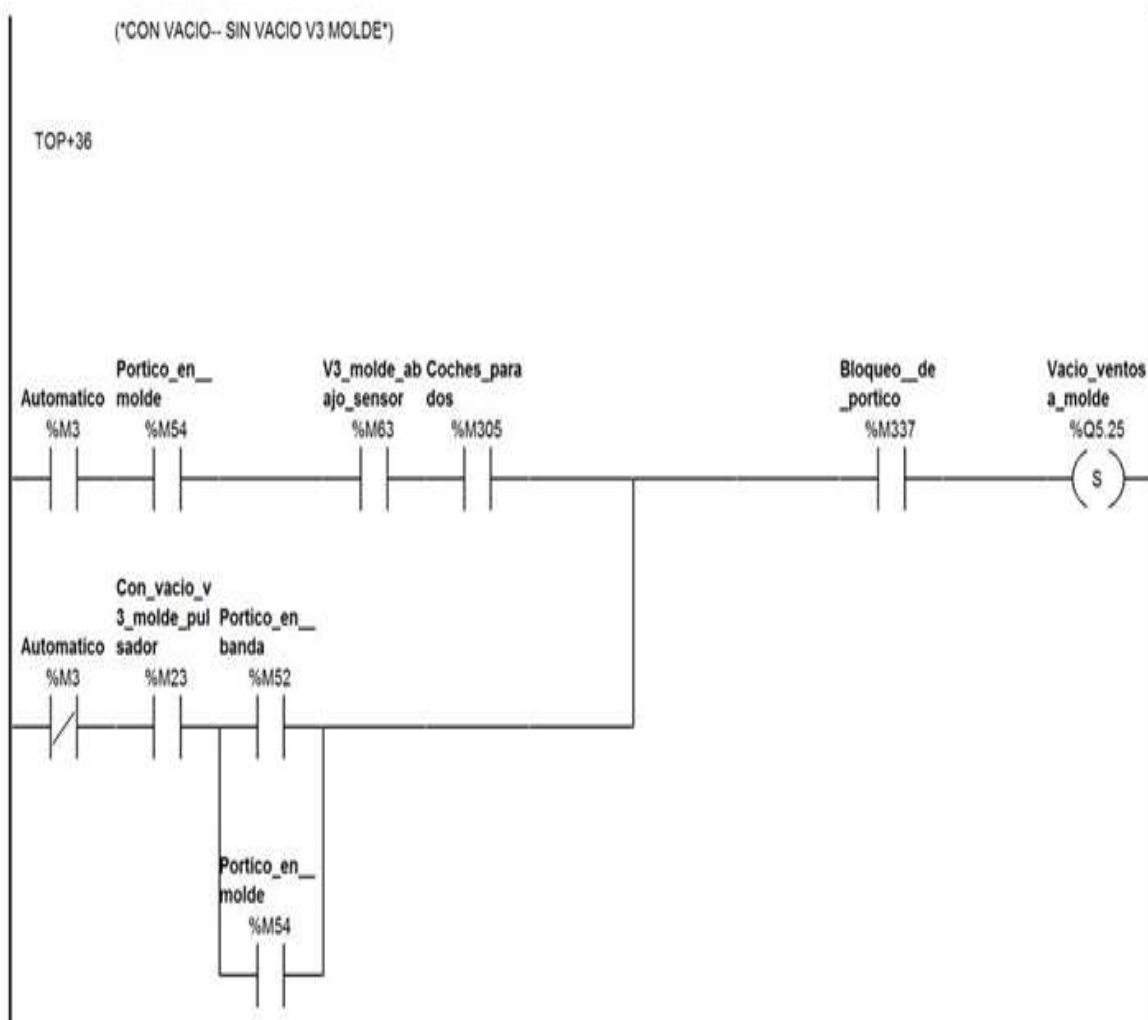 ("CON VACIO-- SIN VACIO V3 MOLDE*)
TOP+36
Automatico
%M3
Portico_en__
molde
%M54
V3_molde_ab
ajo_sensor
%M63
Coches_para
dos
%M305
Bloqueo__de
_portico
%M337
Vacio_ventos
a_molde
%Q5.25
S
Automatico
%M3
Con_vacio_v
3_molde_pul
sador
%M23
Portico_en__
banda
%M52
Portico_en__
molde
%M54